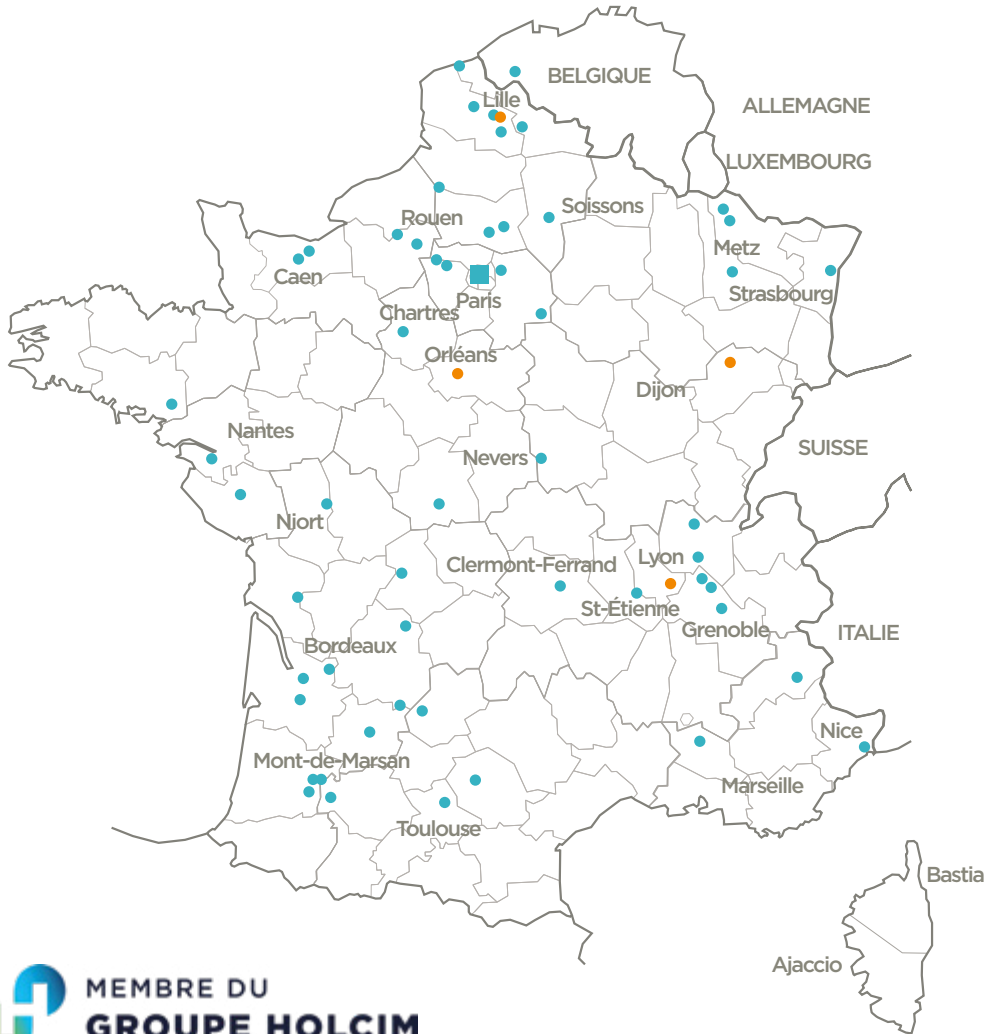 BELGIQUE
Lille
ALLEMAGNE
LUXEMBOURG
Soissons
Rouen
Metz
Caen
Strasbourg
Paris
Chartres
Orléans
Dijon
Nantes
SUISSE
Nevers
Niort
Lyon
Clermont-Ferrand
St-Étienne
Grenoble
ITALIE
Bordeaux
Nice
Mont-de-Marsan
Marseille
Toulouse
Bastia
Ajaccio
MEMBRE DU
GROUPE HOLCIM